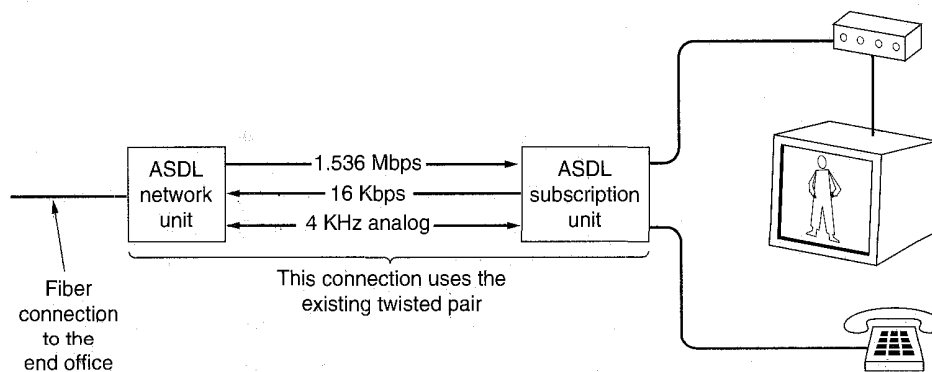 ASDL
network
unit
1.536 Mbps
16 Kbps
4 KHz analog
ASDL
subscription
unit
This connection uses the
existing twisted pair
Fiber
connection
to the
end office